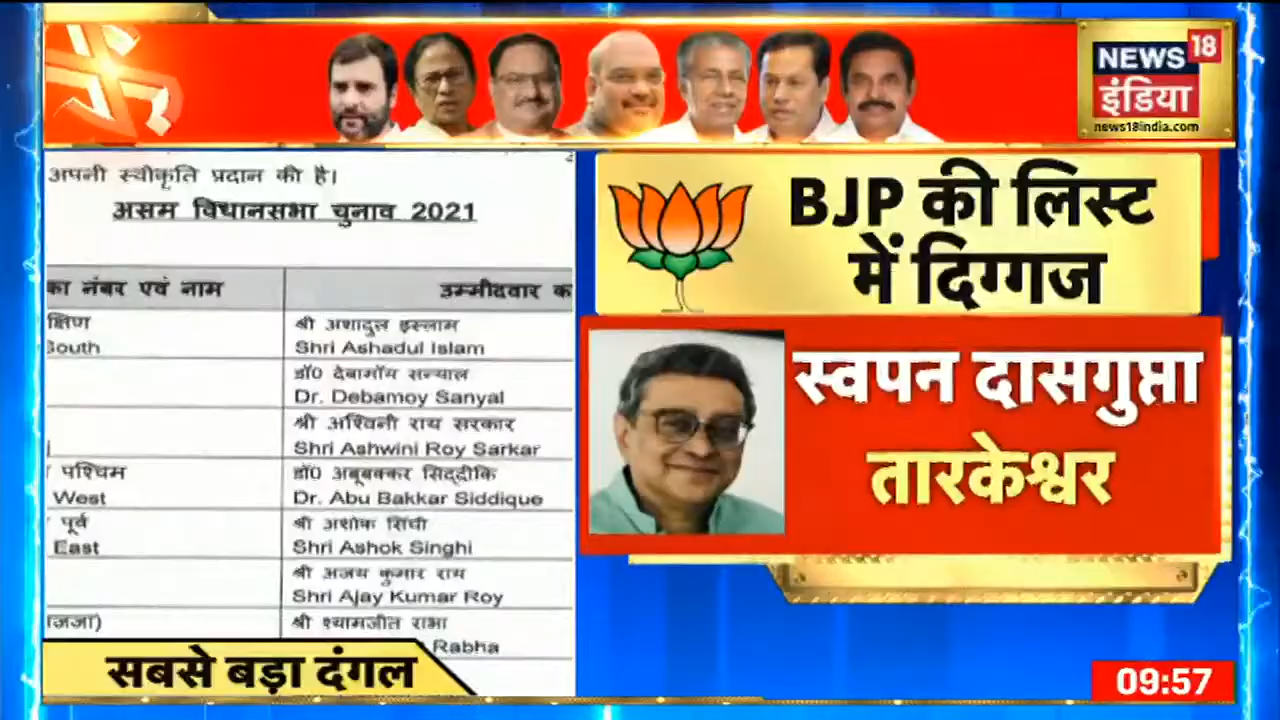 NEWS 18
इंडिया
news18india.com
अपनी स्वीकृति प्रदान की है।
असम विधानसभा चुनाव 2021
का नंबर एवं नाम
उम्मीदवार क
क्षिण
South
श्री अशादुल इस्लाम
Shri Ashadul Islam
डॉ0 देबामॉय सन्याल
Dr. Debamoy Sanyal
श्री अश्विनी राय सरकार
Shri Ashwini Roy Sarkar
पश्चिम
West
डॉ0 अबूबक्कर सिद्दीकि
Dr. Abu Bakkar Siddique
पूर्व
East
श्री अशोक सिंघी
Shri Ashok Singhi
श्री अजय कुमार राय
Shri Ajay Kumar Roy
श्री श्यामजीत राभा
Rabha
BJP की लिस्ट
में दिग्गज
स्वपन दासगुप्ता
तारकेश्वर
सबसे बड़ा दंगल
09:57